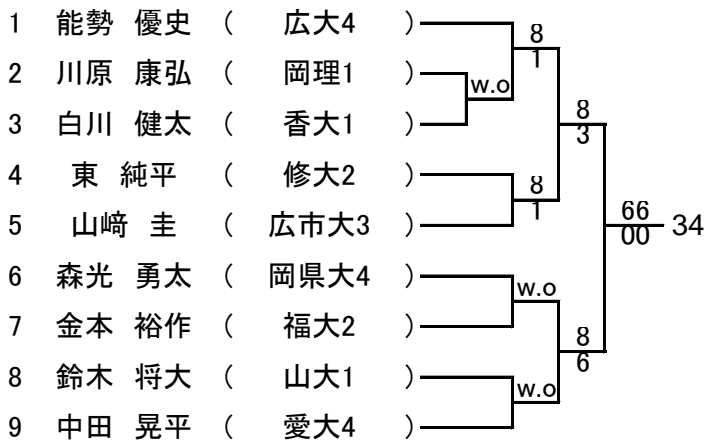 1 能勢 優史 ( 広大4 )
8
1
2 川原 康弘 ( 岡理1 )
w.o
3 白川 健太 ( 香大1 )
8
3
4 東 純平 ( 修大2 )
8
1
5 山﨑 圭 ( 広市大3 )
66
00
34
6 森光 勇太 ( 岡県大4 )
w.o
7 金本 裕作 ( 福大2 )
8
6
8 鈴木 将大 ( 山大1 )
w.o
9 中田 晃平 ( 愛大4 )